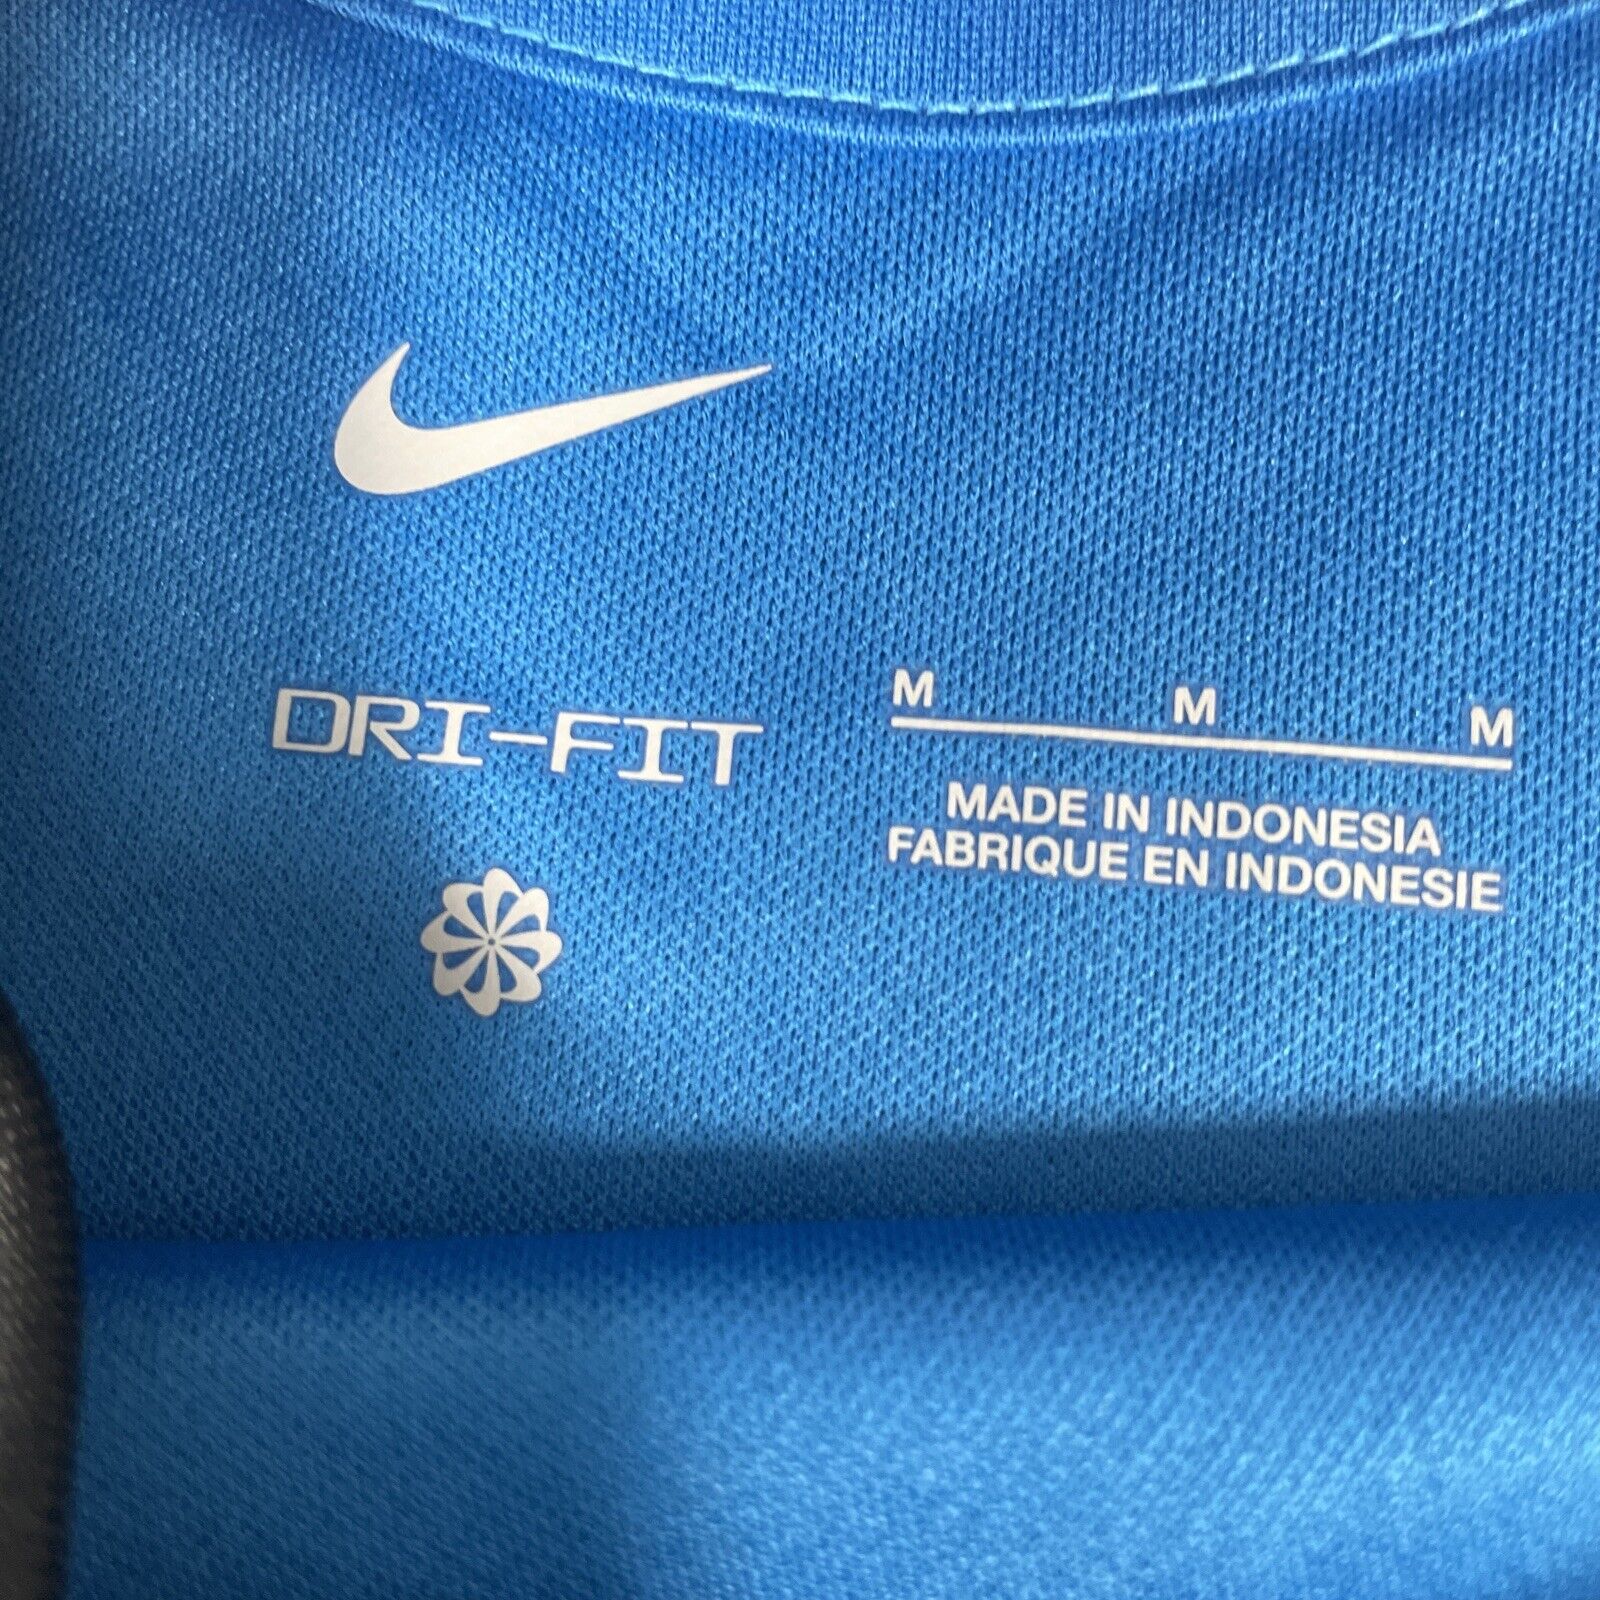 DRI-FIT
M M M
MADE IN INDONESIA
FABRIQUE EN INDONESIE